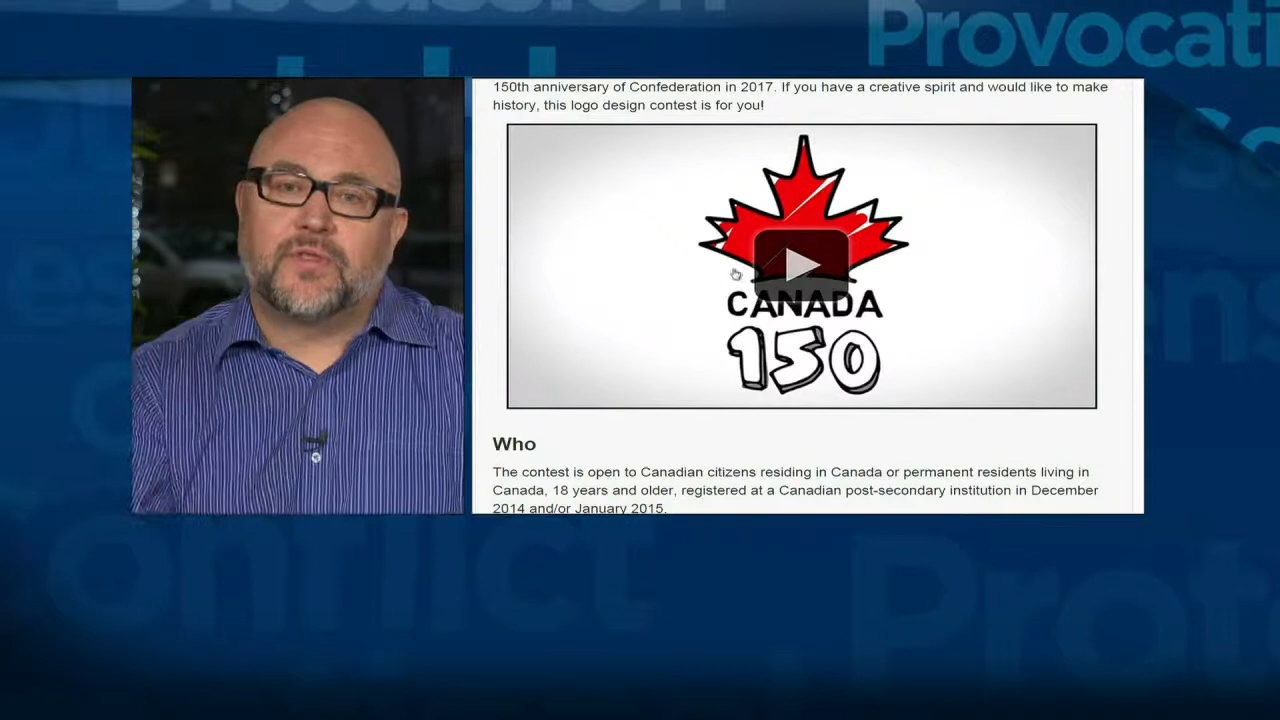 Discussion
Provocati
150th anniversary of Confederation in 2017. If you have a creative spirit and would like to make
history, this logo design contest is for you!
CANADA
150
Who
The contest is open to Canadian citizens residing in Canada or permanent residents living in
Canada, 18 years and older, registered at a Canadian post-secondary institution in December
2014 and/or January 2015.
onflict
Prote